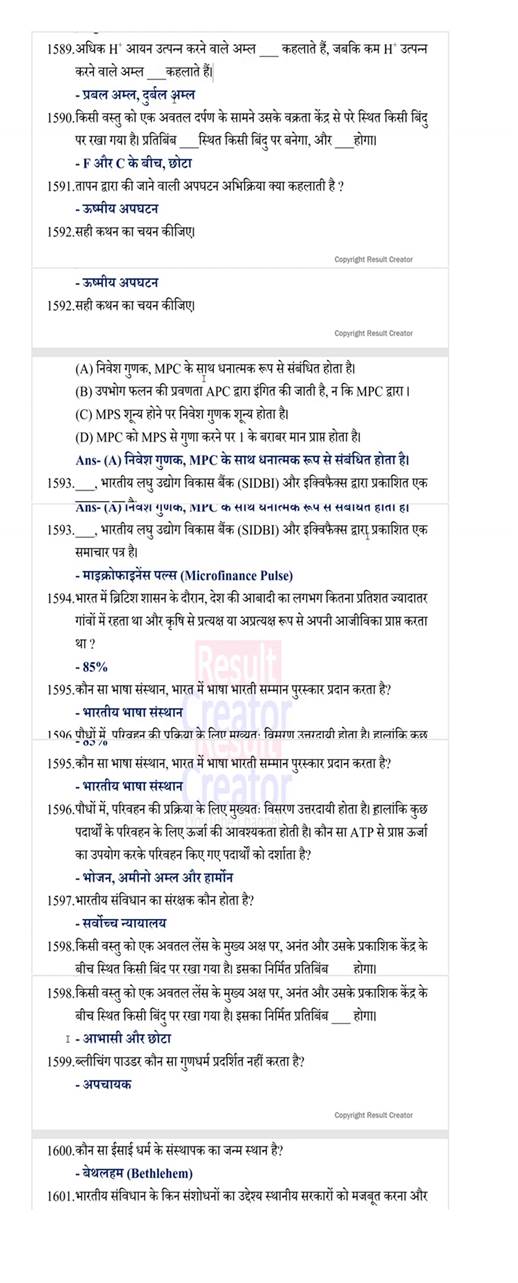 1589.अधिक H⁺ आयन उत्पन्न करने वाले अम्ल ___ कहलाते हैं, जबकि कम H⁺ उत्पन्न
करने वाले अम्ल ___कहलाते हैं।
- प्रबल अम्ल, दुर्बल अम्ल
1590.किसी वस्तु को एक अवतल दर्पण के सामने उसके वक्रता केंद्र से परे स्थित किसी बिंदु
पर रखा गया है। प्रतिबिंब ___स्थित किसी बिंदु पर बनेगा, और ___होगा।
- F और C के बीच, छोटा
1591.तापन द्वारा की जाने वाली अपघटन अभिक्रिया क्या कहलाती है ?
- ऊष्मीय अपघटन
1592.सही कथन का चयन कीजिए।
Copyright Result Creator
- ऊष्मीय अपघटन
1592.सही कथन का चयन कीजिए।
Copyright Result Creator
(A) निवेश गुणक, MPC के साथ धनात्मक रूप से संबंधित होता है।
(B) उपभोग फलन की प्रवणता APC द्वारा इंगित की जाती है, न कि MPC द्वारा ।
(C) MPS शून्य होने पर निवेश गुणक शून्य होता है।
(D) MPC को MPS से गुणा करने पर 1 के बराबर मान प्राप्त होता है।
Ans- (A) निवेश गुणक, MPC के साथ धनात्मक रूप से संबंधित होता है।
1593.___, भारतीय लघु उद्योग विकास बैंक (SIDBI) और इक्विफैक्स द्वारा प्रकाशित एक
Ans- (A) निवेश गुणक, MPC के साथ धनात्मक रूप से संबंधित होता है।
1593.___, भारतीय लघु उद्योग विकास बैंक (SIDBI) और इक्विफैक्स द्वारा प्रकाशित एक
समाचार पत्र है।
- माइक्रोफाइनेंस पल्स (Microfinance Pulse)
1594.भारत में ब्रिटिश शासन के दौरान, देश की आबादी का लगभग कितना प्रतिशत ज्यादातर
गांवों में रहता था और कृषि से प्रत्यक्ष या अप्रत्यक्ष रूप से अपनी आजीविका प्राप्त करता
था ?
- 85%
1595.कौन सा भाषा संस्थान, भारत में भाषा भारती सम्मान पुरस्कार प्रदान करता है?
- भारतीय भाषा संस्थान
1596.पौधों में, परिवहन की प्रक्रिया के लिए मुख्यतः विसरण उत्तरदायी होता है। हालांकि कुछ
- 85%
1595.कौन सा भाषा संस्थान, भारत में भाषा भारती सम्मान पुरस्कार प्रदान करता है?
- भारतीय भाषा संस्थान
1596.पौधों में, परिवहन की प्रक्रिया के लिए मुख्यतः विसरण उत्तरदायी होता है। हालांकि कुछ
पदार्थों के परिवहन के लिए ऊर्जा की आवश्यकता होती है। कौन सा ATP से प्राप्त ऊर्जा
का उपयोग करके परिवहन किए गए पदार्थों को दर्शाता है?
- भोजन, अमीनो अम्ल और हार्मोन
1597.भारतीय संविधान का संरक्षक कौन होता है?
- सर्वोच्च न्यायालय
1598.किसी वस्तु को एक अवतल लेंस के मुख्य अक्ष पर, अनंत और उसके प्रकाशिक केंद्र के
बीच स्थित किसी बिंदु पर रखा गया है। इसका निर्मित प्रतिबिंब ___ होगा।
1598.किसी वस्तु को एक अवतल लेंस के मुख्य अक्ष पर, अनंत और उसके प्रकाशिक केंद्र के
बीच स्थित किसी बिंदु पर रखा गया है। इसका निर्मित प्रतिबिंब ___ होगा।
- आभासी और छोटा
1599.ब्लीचिंग पाउडर कौन सा गुणधर्म प्रदर्शित नहीं करता है?
- अपचायक
Copyright Result Creator
1600.कौन सा ईसाई धर्म के संस्थापक का जन्म स्थान है?
- बेथलहम (Bethlehem)
1601.भारतीय संविधान के किन संशोधनों का उद्देश्य स्थानीय सरकारों को मजबूत करना और
Result
Creator
Creator